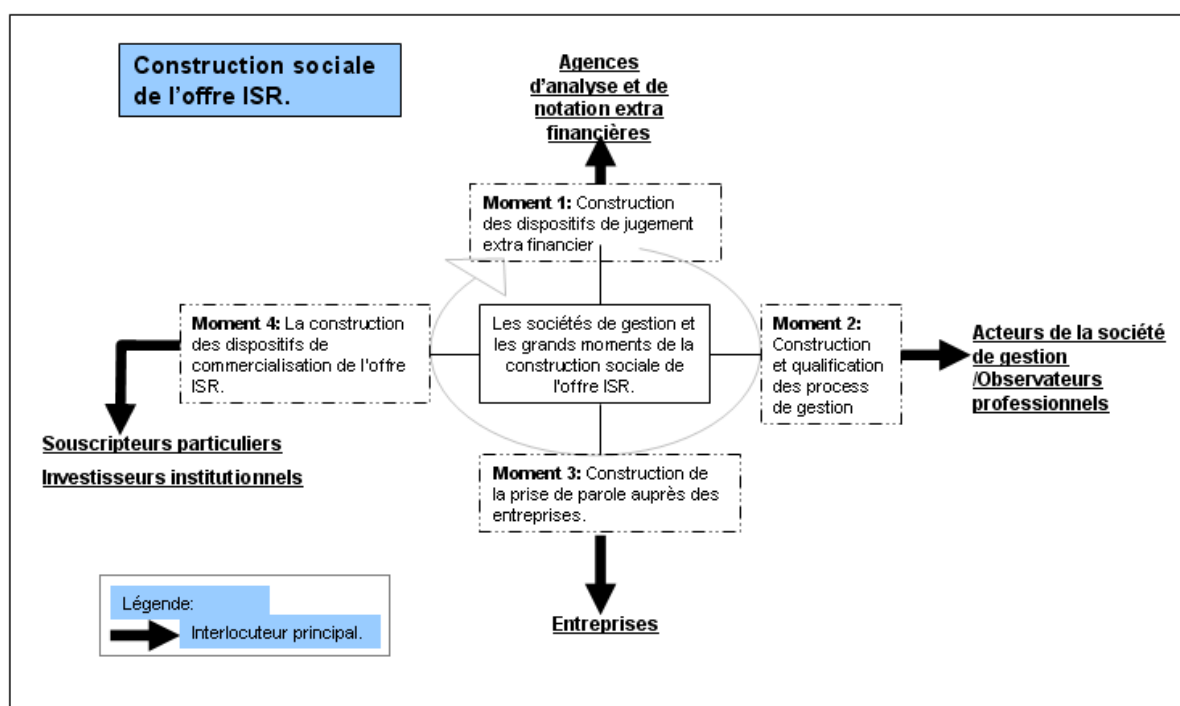 Construction sociale
de l'offre ISR.
Agences
d'analyse et de
notation extra
financières
Moment 1: Construction
des dispositifs de jugement
extra financier
Moment 4: La construction
des dispositifs de
commercialisation de l'offre
ISR.
Les sociétés de gestion et
les grands moments de la
construction sociale de
l'offre ISR.
Moment 2:
Construction
et qualification
des process
de gestion
Acteurs de la société
de gestion
/Observateurs
professionnels
Souscripteurs particuliers
Investisseurs institutionnels
Moment 3: Construction de
la prise de parole auprès des
entreprises.
Entreprises
Légende:
Interlocuteur principal.